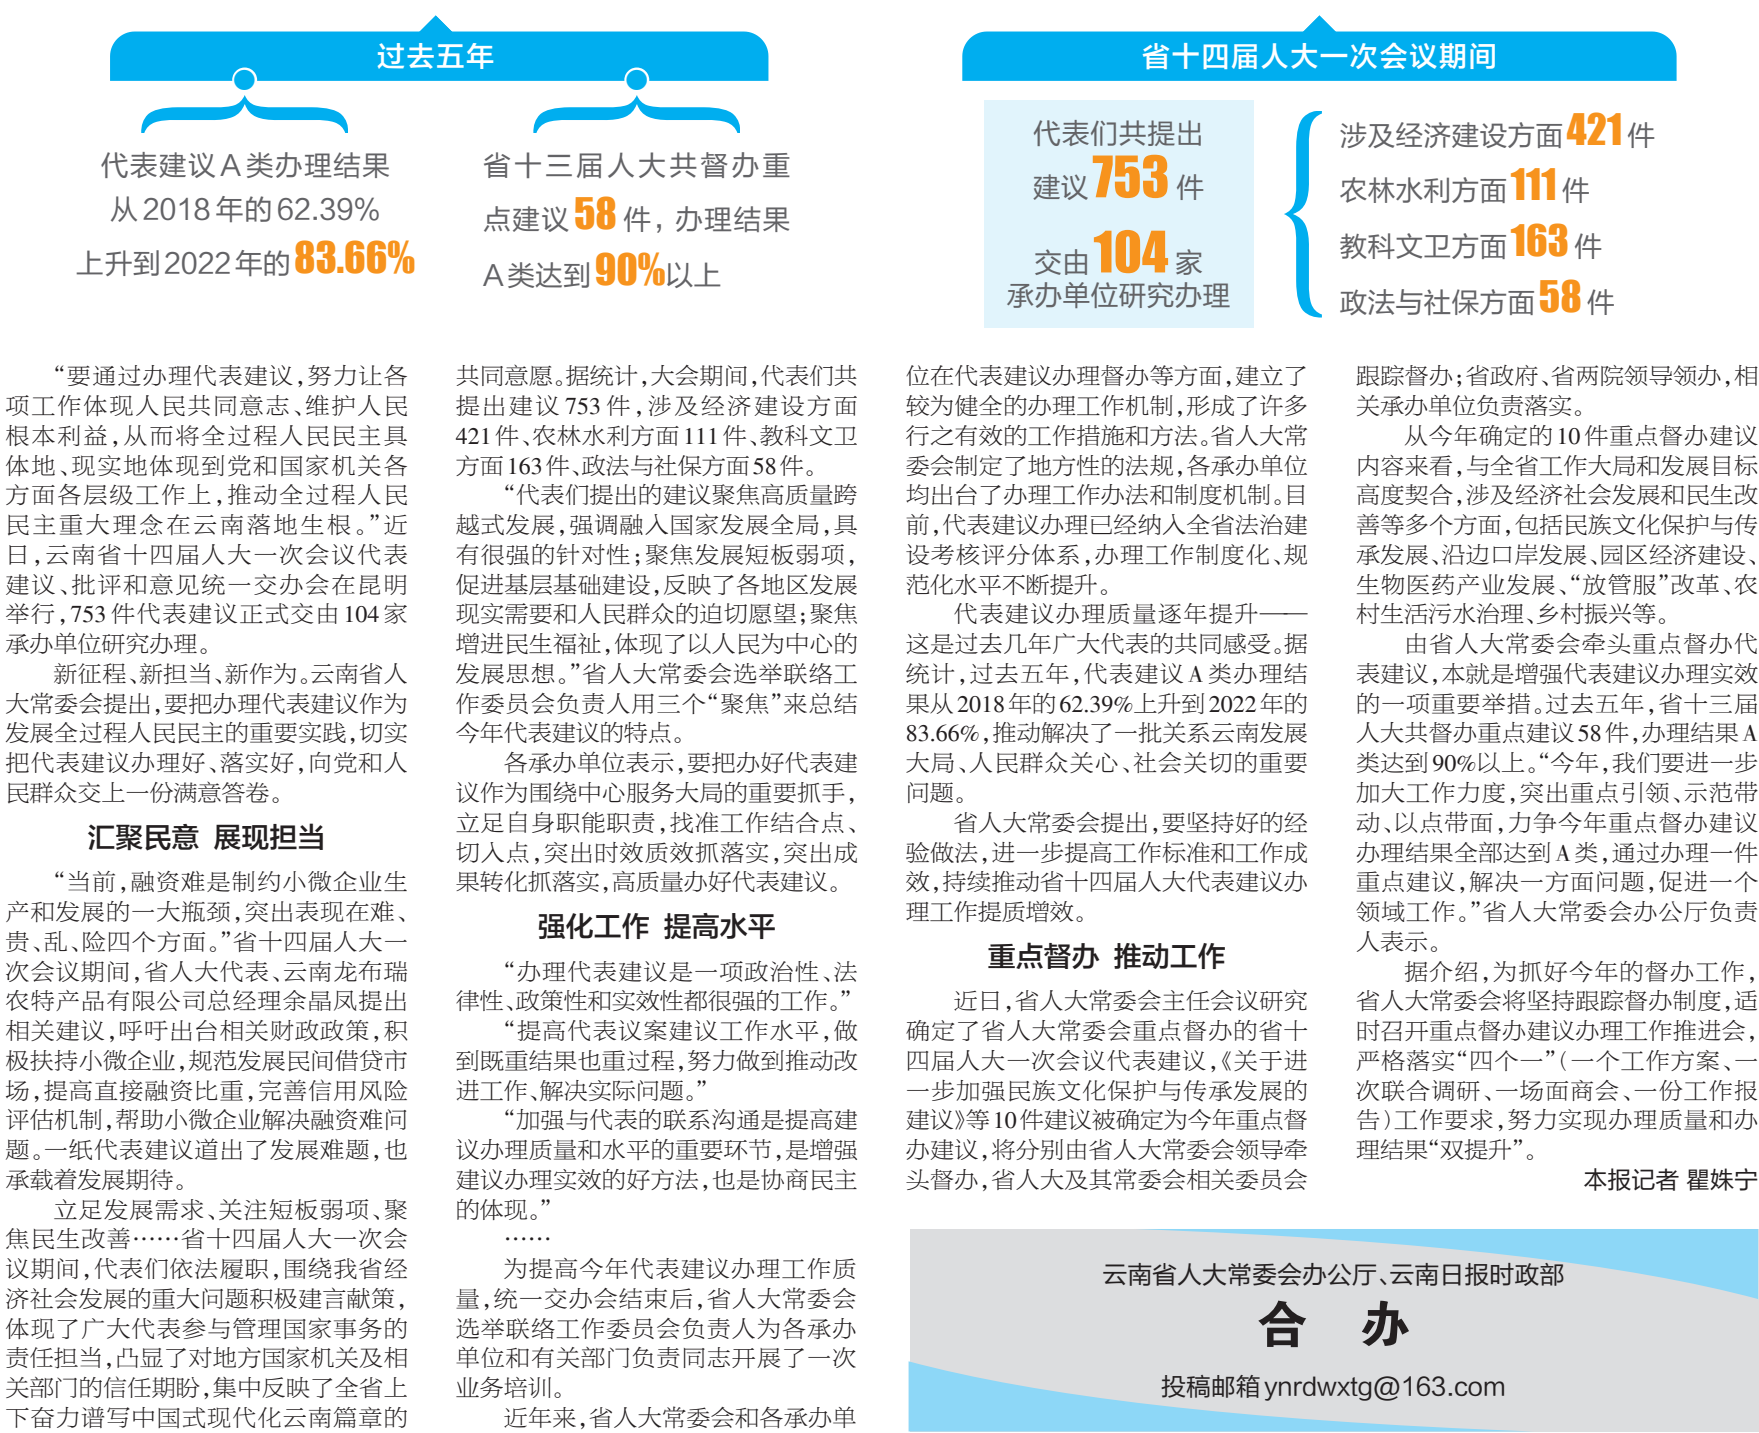 过去五年
代表建议A类办理结果
从2018年的62.39%
上升到2022年的83.66%
省十三届人大共督办重
点建议58件，办理结果
A类达到90%以上
省十四届人大一次会议期间
代表们共提出
建议753件
交由104家
承办单位研究办理
涉及经济建设方面421件
农林水利方面111件
教科文卫方面163件
政法与社保方面58件
“要通过办理代表建议，努力让各
项工作体现人民共同意志、维护人民
根本利益，从而将全过程人民民主具
体地、现实地体现到党和国家机关各
方面各层级工作上，推动全过程人民
民主重大理念在云南落地生根。”近
日，云南省十四届人大一次会议代表
建议、批评和意见统一交办会在昆明
举行，753件代表建议正式交由104家
承办单位研究办理。
新征程、新担当、新作为。云南省人
大常委会提出，要把办理代表建议作为
发展全过程人民民主的重要实践，切实
把代表建议办理好、落实好，向党和人
民群众交上一份满意答卷。
汇聚民意 展现担当
“当前，融资难是制约小微企业生
产和发展的一大瓶颈，突出表现在难、
贵、乱、险四个方面。”省十四届人大一
次会议期间，省人大代表、云南龙布瑞
农特产品有限公司总经理余晶凤提出
相关建议，呼吁出台相关财政政策，积
极扶持小微企业，规范发展民间借贷市
场，提高直接融资比重，完善信用风险
评估机制，帮助小微企业解决融资难问
题。一纸代表建议道出了发展难题，也
承载着发展期待。
立足发展需求、关注短板弱项、聚
焦民生改善……省十四届人大一次会
议期间，代表们依法履职，围绕我省经
济社会发展的重大问题积极建言献策，
体现了广大代表参与管理国家事务的
责任担当，凸显了对地方国家机关及相
关部门的信任期盼，集中反映了全省上
下奋力谱写中国式现代化云南篇章的
共同意愿。据统计，大会期间，代表们共
提出建议753件，涉及经济建设方面
421件、农林水利方面111件、教科文卫
方面163件、政法与社保方面58件。
“代表们提出的建议聚焦高质量跨
越式发展，强调融入国家发展全局，具
有很强的针对性；聚焦发展短板弱项，
促进基层基础建设，反映了各地区发展
现实需要和人民群众的迫切愿望；聚焦
增进民生福祉，体现了以人民为中心的
发展思想。”省人大常委会选举联络工
作委员会负责人用三个“聚焦”来总结
今年代表建议的特点。
各承办单位表示，要把办好代表建
议作为围绕中心服务大局的重要抓手，
立足自身职能职责，找准工作结合点、
切入点，突出时效质效抓落实，突出成
果转化抓落实，高质量办好代表建议。
强化工作 提高水平
“办理代表建议是一项政治性、法
律性、政策性和实效性都很强的工作。”
“提高代表议案建议工作水平，做
到既重结果也重过程，努力做到推动改
进工作、解决实际问题。”
“加强与代表的联系沟通是提高建
议办理质量和水平的重要环节，是增强
建议办理实效的好方法，也是协商民主
的体现。”
……
为提高今年代表建议办理工作质
量，统一交办会结束后，省人大常委会
选举联络工作委员会负责人为各承办
单位和有关部门负责同志开展了一次
业务培训。
近年来，省人大常委会和各承办单
位在代表建议办理督办等方面，建立了
较为健全的办理工作机制，形成了许多
行之有效的工作措施和方法。省人大常
委会制定了地方性的法规，各承办单位
均出台了办理工作办法和制度机制。目
前，代表建议办理已经纳入全省法治建
设考核评分体系，办理工作制度化、规
范化水平不断提升。
代表建议办理质量逐年提升——
这是过去几年广大代表的共同感受。据
统计，过去五年，代表建议A类办理结
果从2018年的62.39%上升到2022年的
83.66%，推动解决了一批关系云南发展
大局、人民群众关心、社会关切的重要
问题。
省人大常委会提出，要坚持好的经
验做法，进一步提高工作标准和工作成
效，持续推动省十四届人大代表建议办
理工作提质增效。
重点督办 推动工作
近日，省人大常委会主任会议研究
确定了省人大常委会重点督办的省十
四届人大一次会议代表建议，《关于进
一步加强民族文化保护与传承发展的
建议》等10件建议被确定为今年重点督
办建议，将分别由省人大常委会领导牵
头督办，省人大及其常委会相关委员会
跟踪督办；省政府、省两院领导领办，相
关承办单位负责落实。
从今年确定的10件重点督办建议
内容来看，与全省工作大局和发展目标
高度契合，涉及经济社会发展和民生改
善等多个方面，包括民族文化保护与传
承发展、沿边口岸发展、园区经济建设、
生物医药产业发展、“放管服”改革、农
村生活污水治理、乡村振兴等。
由省人大常委会牵头重点督办代
表建议，本就是增强代表建议办理实效
的一项重要举措。过去五年，省十三届
人大共督办重点建议58件，办理结果A
类达到90%以上。“今年，我们要进一步
加大工作力度，突出重点引领、示范带
动、以点带面，力争今年重点督办建议
办理结果全部达到A类，通过办理一件
重点建议，解决一方面问题，促进一个
领域工作。”省人大常委会办公厅负责
人表示。
据介绍，为抓好今年的督办工作，
省人大常委会将坚持跟踪督办制度，适
时召开重点督办建议办理工作推进会，
严格落实“四个一”（一个工作方案、一
次联合调研、一场面商会、一份工作报
告）工作要求，努力实现办理质量和办
理结果“双提升”。
本报记者 瞿姝宁
云南省人大常委会办公厅、云南日报时政部
合 办
投稿邮箱ynrdwxtg@163.com